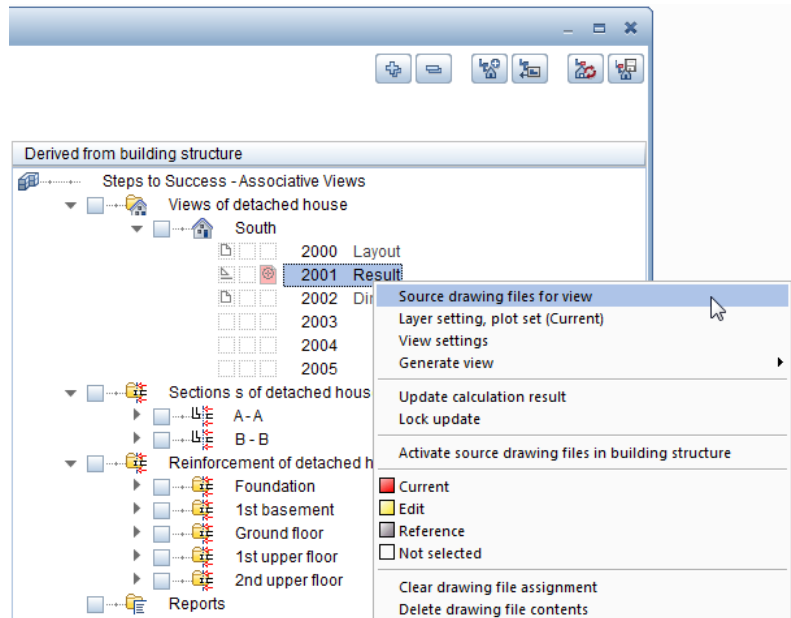 Derived from building structure
Steps to Success - Associative Views
Views of detached house
South
2000 Layout
2001 Result
2002 Dir
2003
2004
2005
Sections s of detached hous
A - A
B - B
Reinforcement of detached h
Foundation
1st basement
Ground floor
1st upper floor
2nd upper floor
Reports
Source drawing files for view
Layer setting, plot set (Current)
View settings
Generate view
Update calculation result
Lock update
Activate source drawing files in building structure
Current
Edit
Reference
Not selected
Clear drawing file assignment
Delete drawing file contents